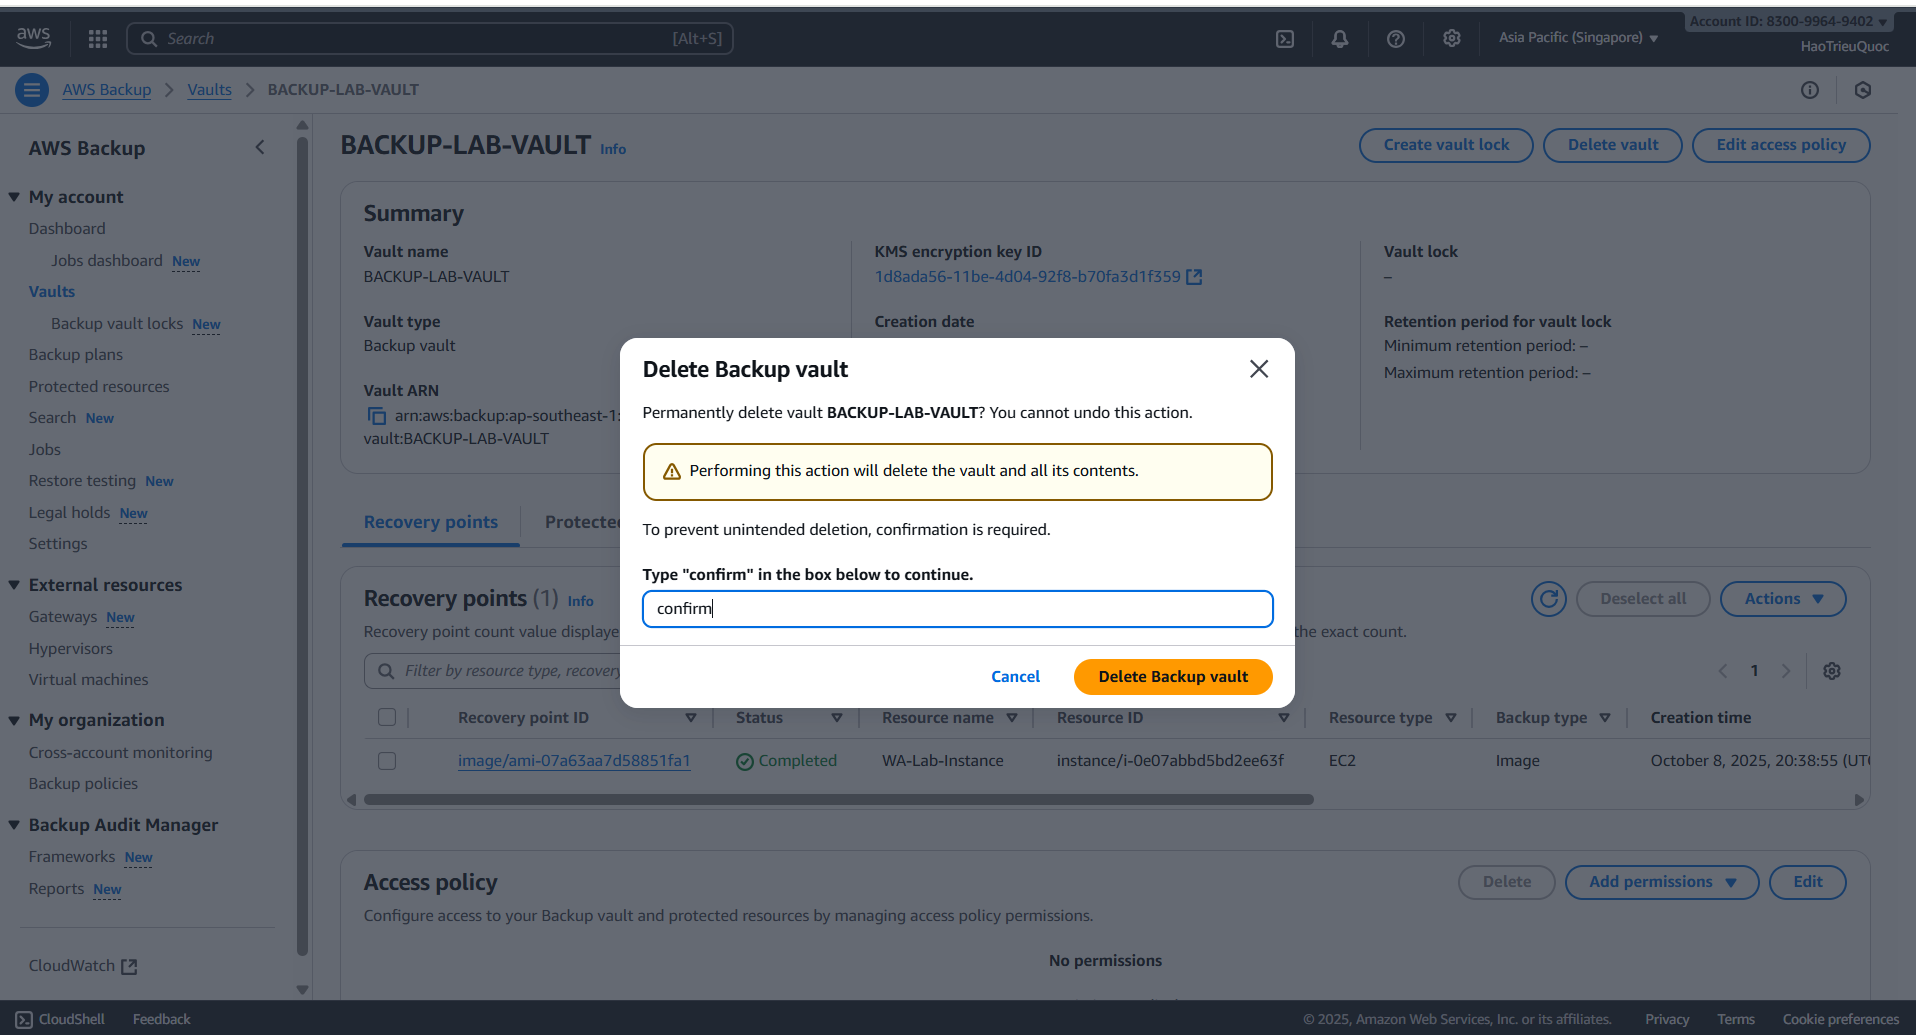 aws
Search
[Alt+S]
Asia Pacific (Singapore)
Account ID: 8300-9964-9402
HaoTrieuQuoc
AWS Backup
Vaults
BACKUP-LAB-VAULT
AWS Backup
My account
Dashboard
Jobs dashboard New
Vaults
Backup vault locks New
Backup plans
Protected resources
Search New
Jobs
Restore testing New
Legal holds New
Settings
External resources
Gateways New
Hypervisors
Virtual machines
My organization
Cross-account monitoring
Backup policies
Backup Audit Manager
Frameworks New
Reports New
CloudWatch
BACKUP-LAB-VAULT Info
Create vault lock
Delete vault
Edit access policy
Summary
Vault name
BACKUP-LAB-VAULT
Vault type
Backup vault
Vault ARN
arn:aws:backup:ap-southeast-1:
vault:BACKUP-LAB-VAULT
KMS encryption key ID
1d8ada56-11be-4d04-92f8-b70fa3d1f359
Creation date
Vault lock
–
Retention period for vault lock
Minimum retention period: –
Maximum retention period: –
Delete Backup vault
Permanently delete vault BACKUP-LAB-VAULT? You cannot undo this action.
Performing this action will delete the vault and all its contents.
To prevent unintended deletion, confirmation is required.
Type "confirm" in the box below to continue.
confirm
Cancel
Delete Backup vault
Recovery points
Recovery points (1) Info
Deselect all
Actions
Recovery point count value
the exact count.
Filter by resource type,
1
Recovery point ID
Status
Resource name
Resource ID
Resource type
Backup type
Creation time
image/ami-07a63aa7d58851fa1
Completed
WA-Lab-Instance
instance/i-0e07abbd5bd2ee63f
EC2
Image
October 8, 2025, 20:38:55
Access policy
Delete
Add permissions
Edit
Configure access to your Backup vault and protected resources by managing access policy permissions.
No permissions
CloudShell
Feedback
© 2025, Amazon Web Services, Inc. or its affiliates.
Privacy
Terms
Cookie preferences